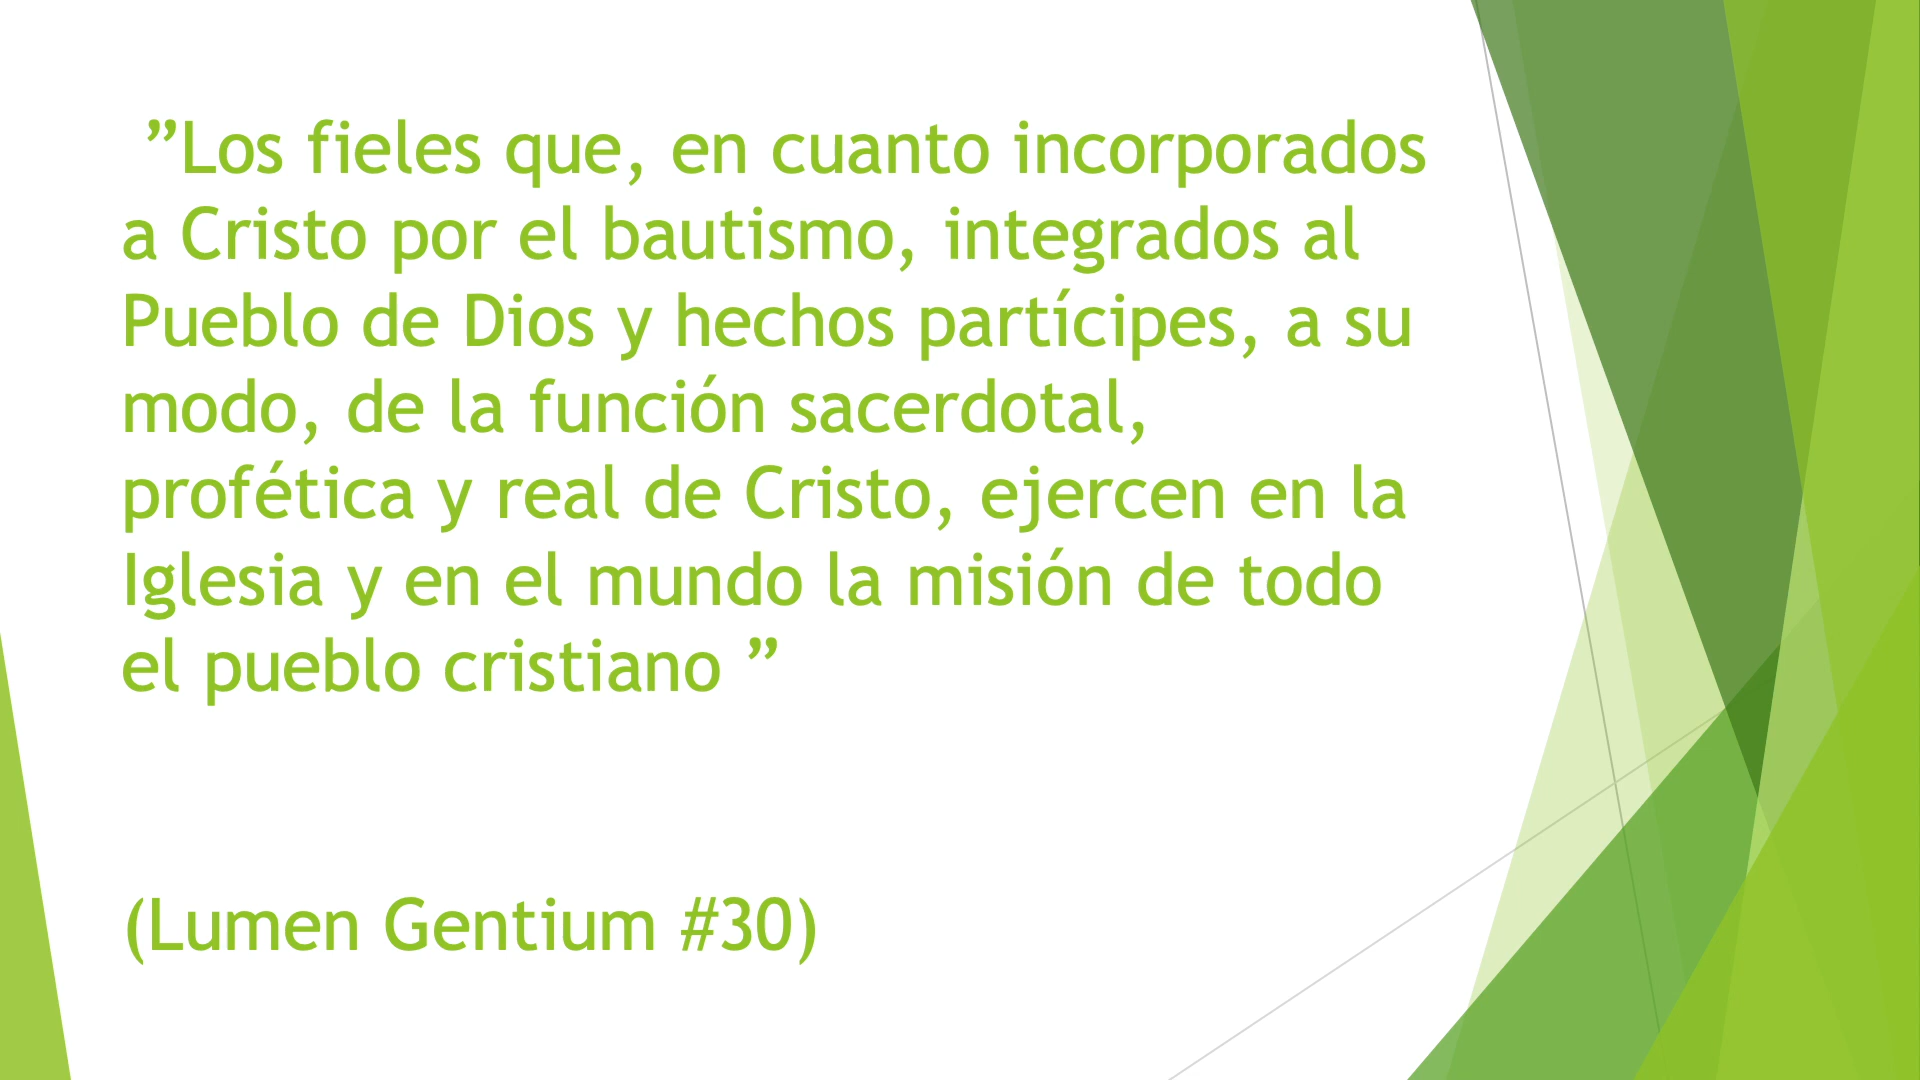 ”Los fieles que, en cuanto incorporados
a Cristo por el bautismo, integrados al
Pueblo de Dios y hechos partícipes, a su
modo, de la función sacerdotal,
profética y real de Cristo, ejercen en la
Iglesia y en el mundo la misión de todo
el pueblo cristiano ”
(Lumen Gentium #30)